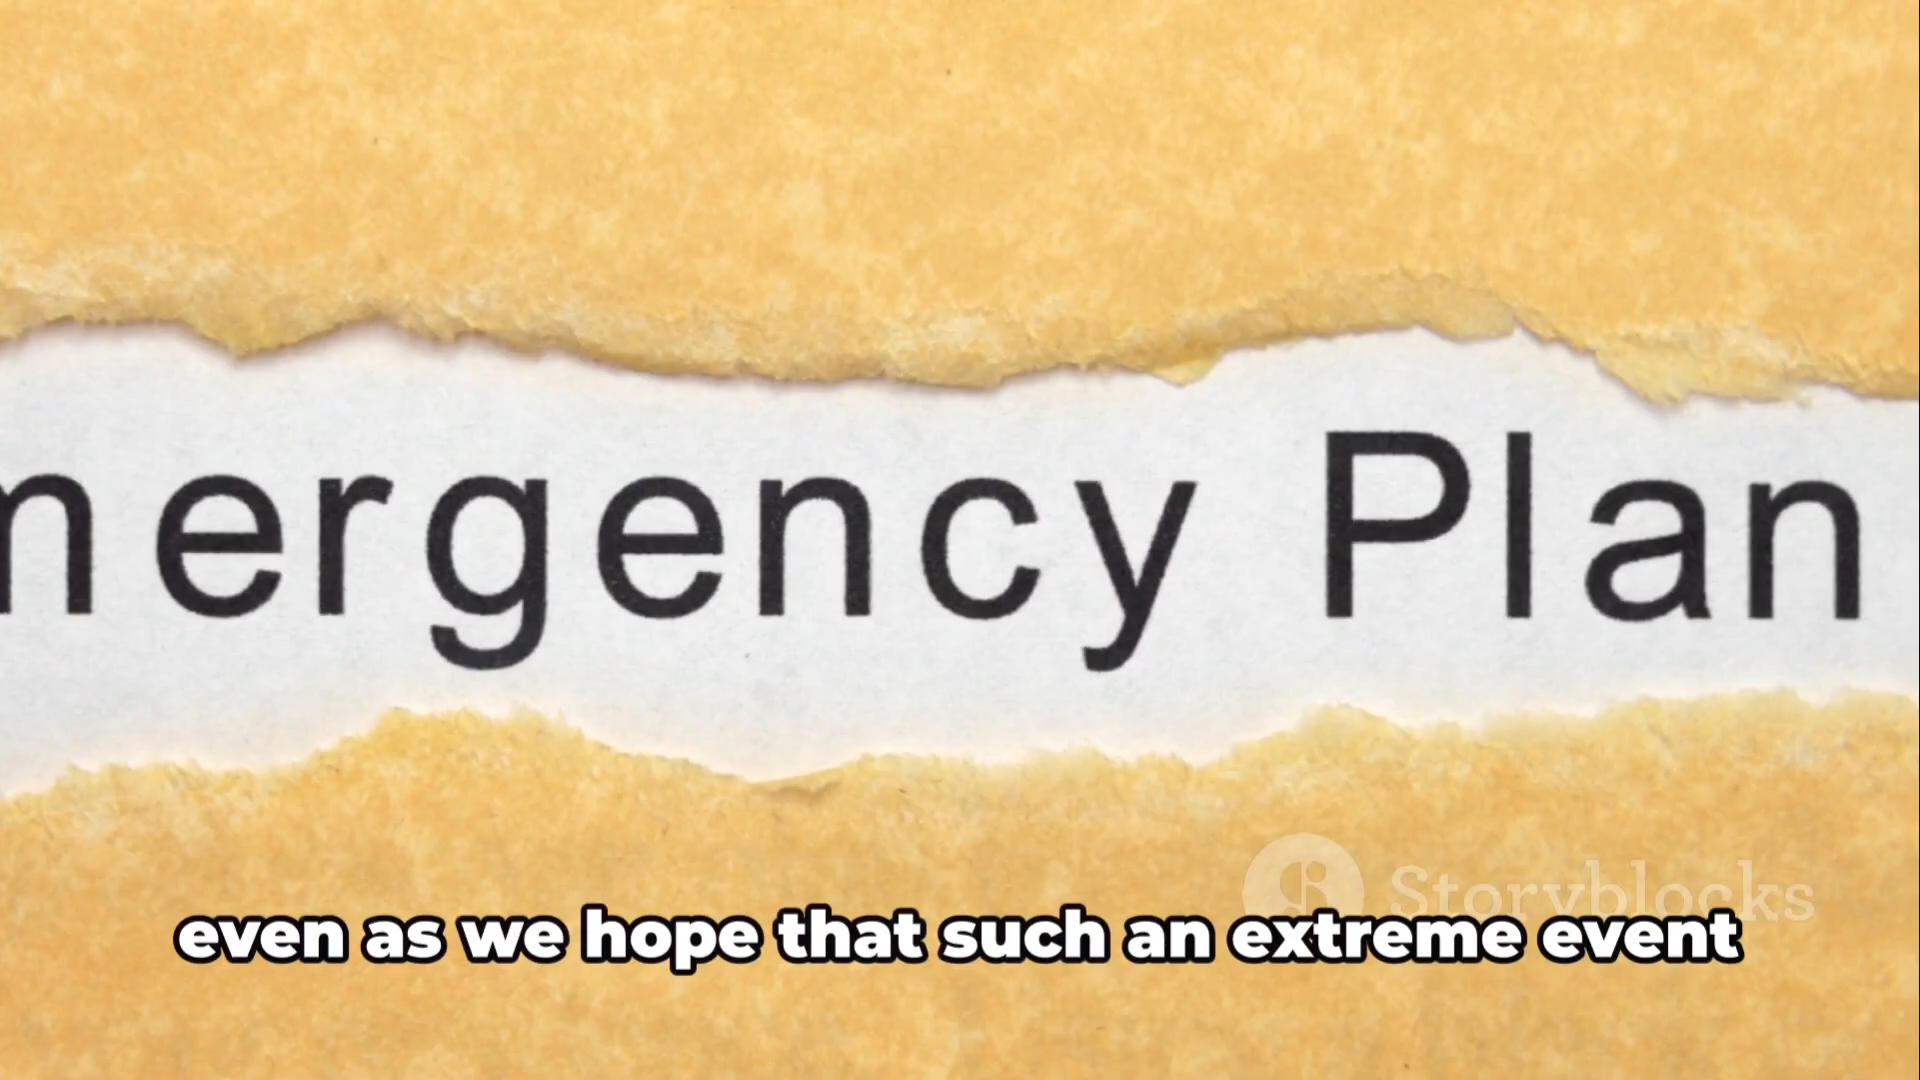 mergency Plan
Storyblocks
even as we hope that such an extreme event